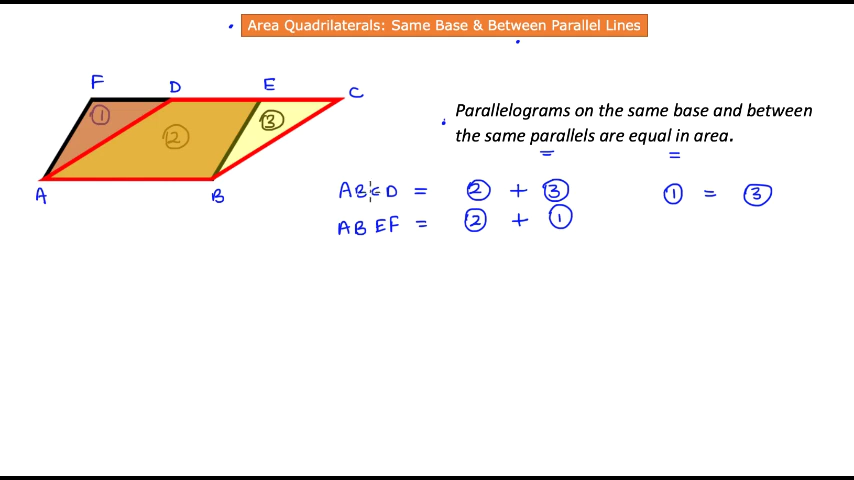 Area Quadrilaterals: Same Base & Between Parallel Lines
F D E C
① ② ③
A B
Parallelograms on the same base and between
the same parallels are equal in area.
ABCD = ② + ③
① = ③
ABEF = ② + ①